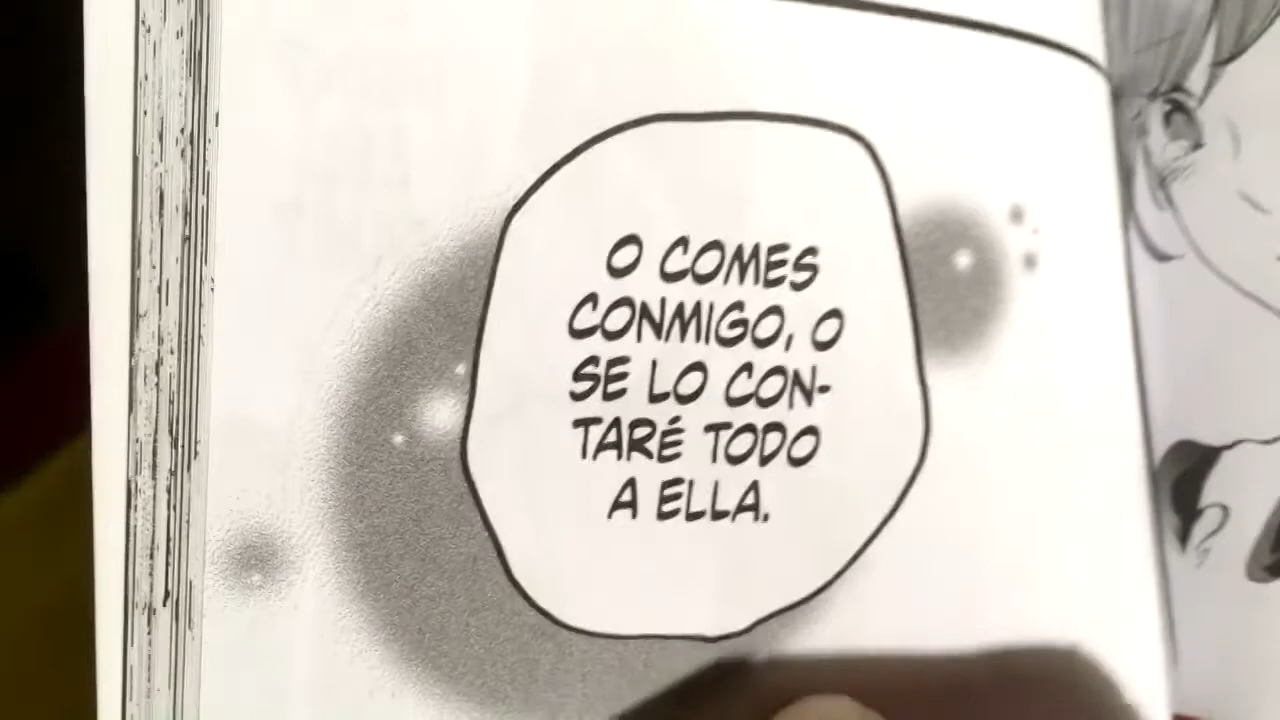 O COMES
CONMIGO, O
SE LO CON-
TARÉ TODO
A ELLA.